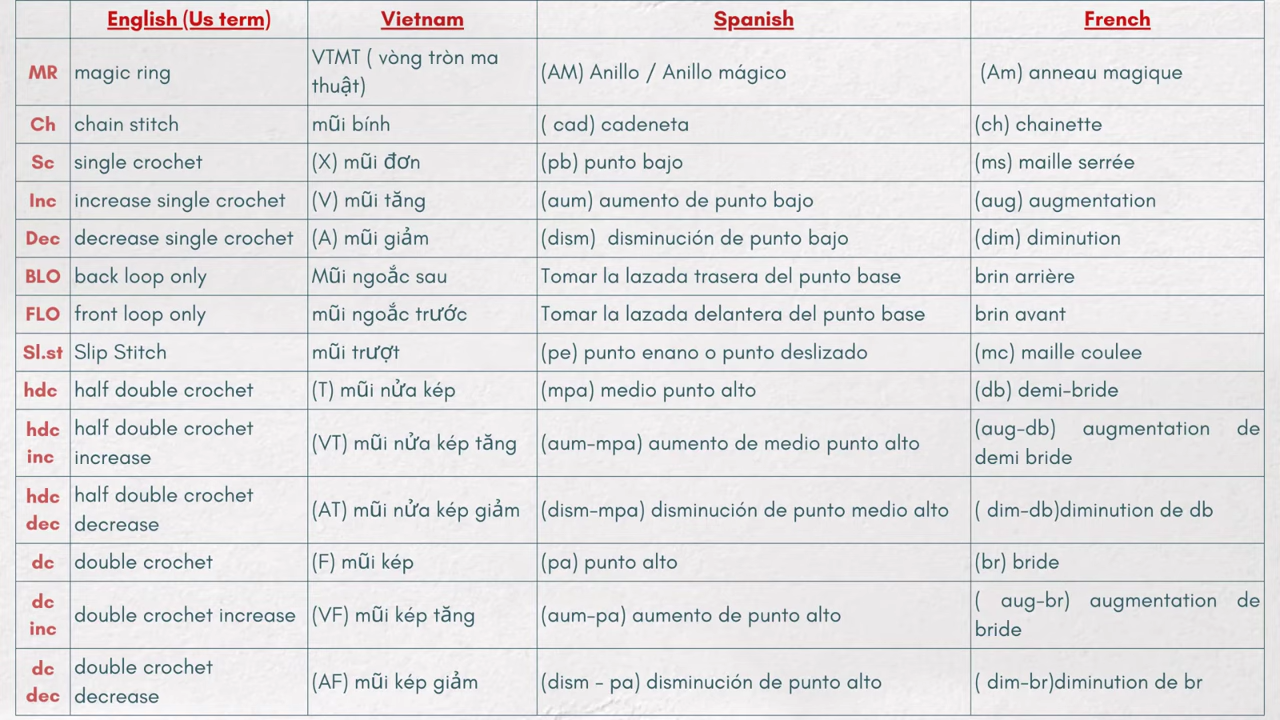 English (Us term) Vietnam Spanish French
MR magic ring VTMT ( vòng tròn ma thuật) (AM) Anillo / Anillo mágico (Am) anneau magique
Ch chain stitch mũi bính (cad) cadeneta (ch) chainette
Sc single crochet (X) mũi đơn (pb) punto bajo (ms) maille serrée
Inc increase single crochet (V) mũi tăng (aum) aumento de punto bajo (aug) augmentation
Dec decrease single crochet (A) mũi giảm (dism) disminución de punto bajo (dim) diminution
BLO back loop only Mũi ngoắc sau Tomar la lazada trasera del punto base brin arrière
FLO front loop only mũi ngoắc trước Tomar la lazada delantera del punto base brin avant
Sl.st Slip Stitch mũi trượt (pe) punto enano o punto deslizado (mc) maille coulee
hdc half double crochet (T) mũi nửa kép (mpa) medio punto alto (db) demi-bride
hdc inc half double crochet increase (VT) mũi nửa kép tăng (aum-mpa) aumento de medio punto alto (aug-db) augmentation de demi bride
hdc dec half double crochet decrease (AT) mũi nửa kép giảm (dism-mpa) disminución de punto medio alto ( dim-db)diminution de db
dc double crochet (F) mũi kép (pa) punto alto (br) bride
dc inc double crochet increase (VF) mũi kép tăng (aum-pa) aumento de punto alto ( aug-br) augmentation de bride
dc dec double crochet decrease (AF) mũi kép giảm (dism - pa) disminución de punto alto ( dim-br)diminution de br